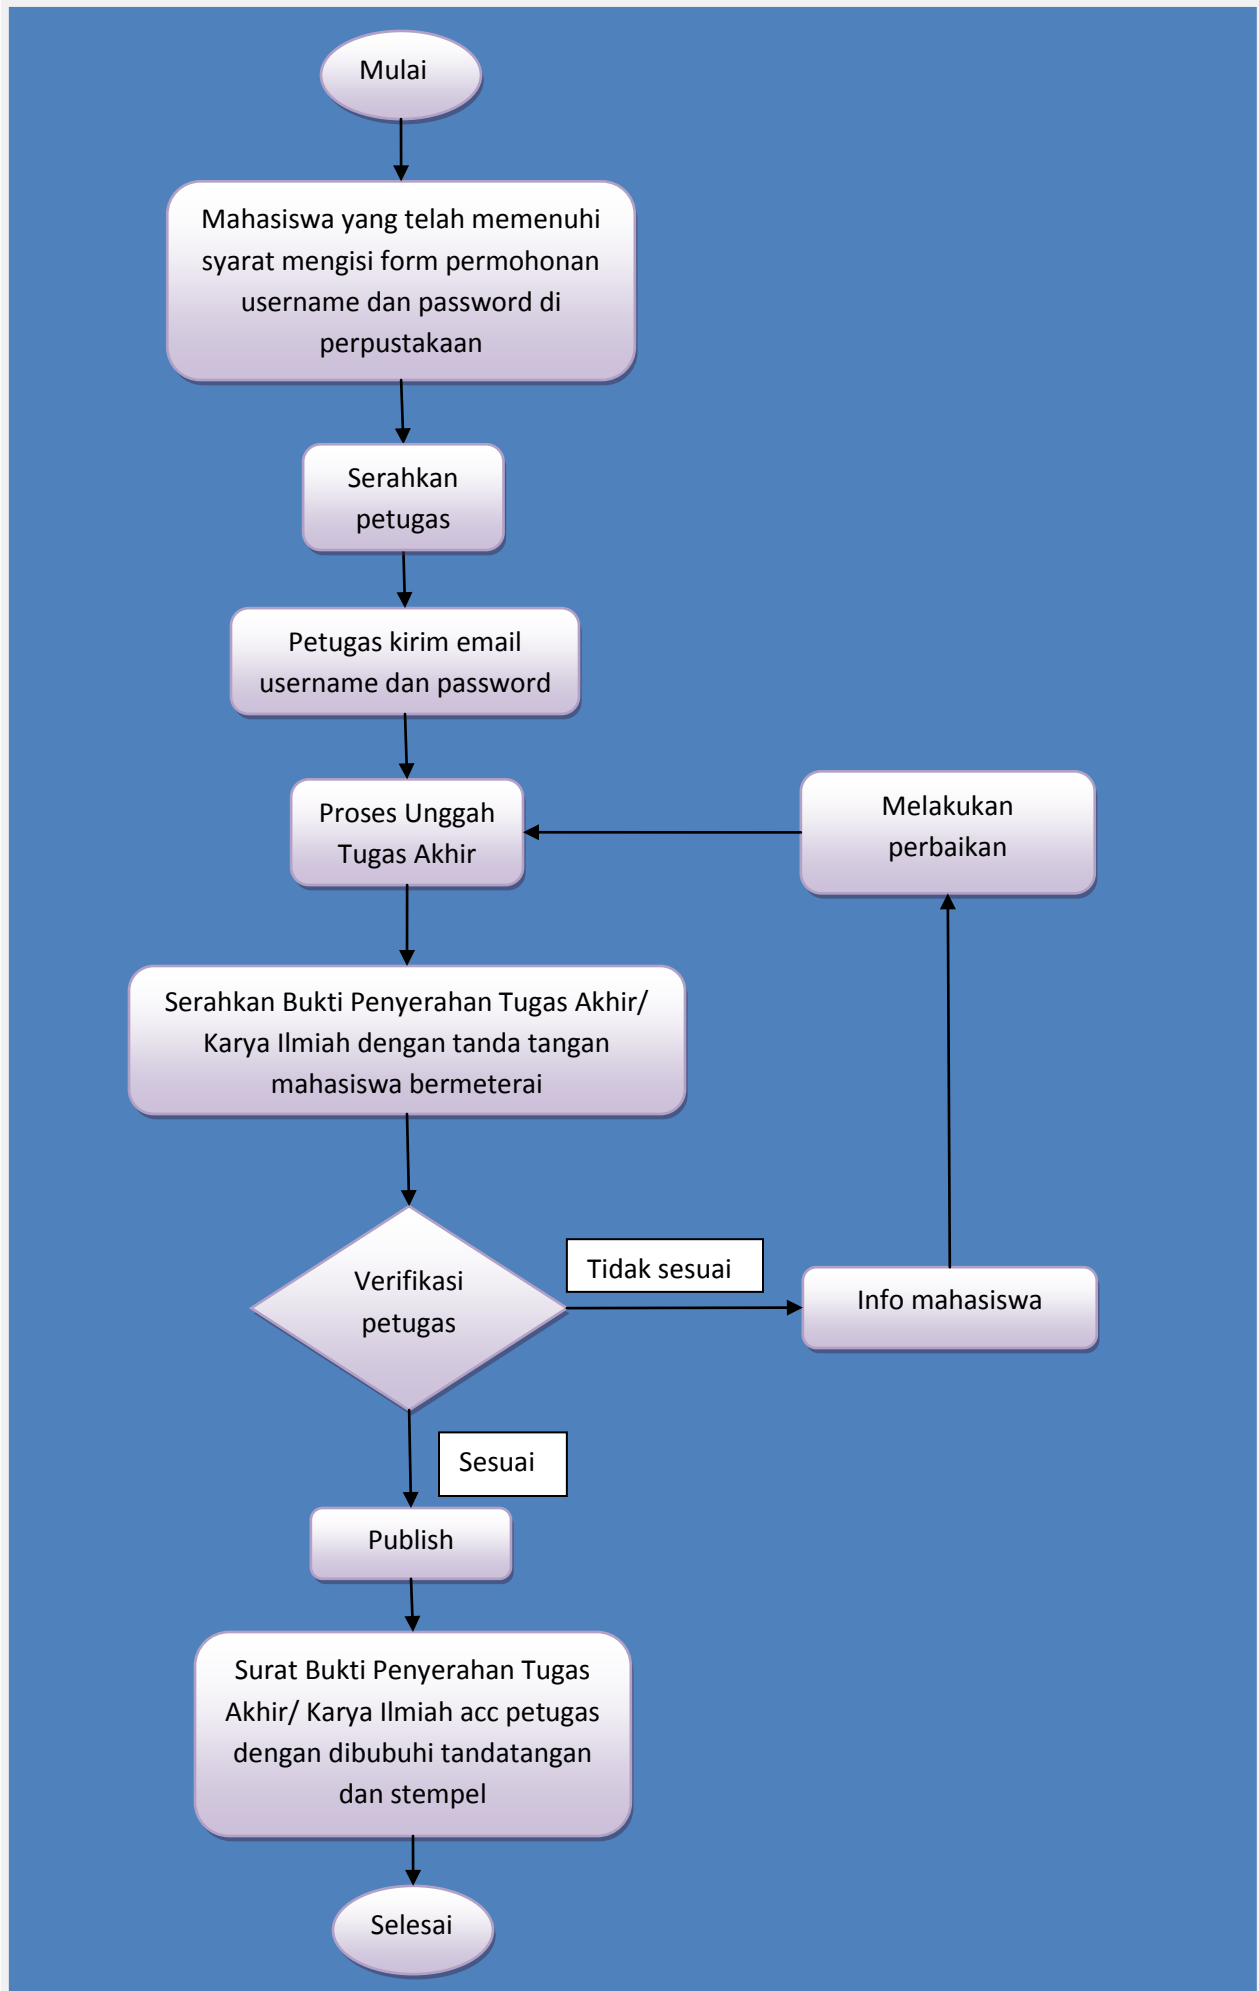 Mulai
Mahasiswa yang telah memenuhi
syarat mengisi form permohonan
username dan password di
perpustakaan
Serahkan
petugas
Petugas kirim email
username dan password
Proses Unggah
Tugas Akhir
Melakukan
perbaikan
Serahkan Bukti Penyerahan Tugas Akhir/
Karya Ilmiah dengan tanda tangan
mahasiswa bermeterai
Verifikasi
petugas
Tidak sesuai
Info mahasiswa
Sesuai
Publish
Surat Bukti Penyerahan Tugas
Akhir/ Karya Ilmiah acc petugas
dengan dibubuhi tandatangan
dan stempel
Selesai